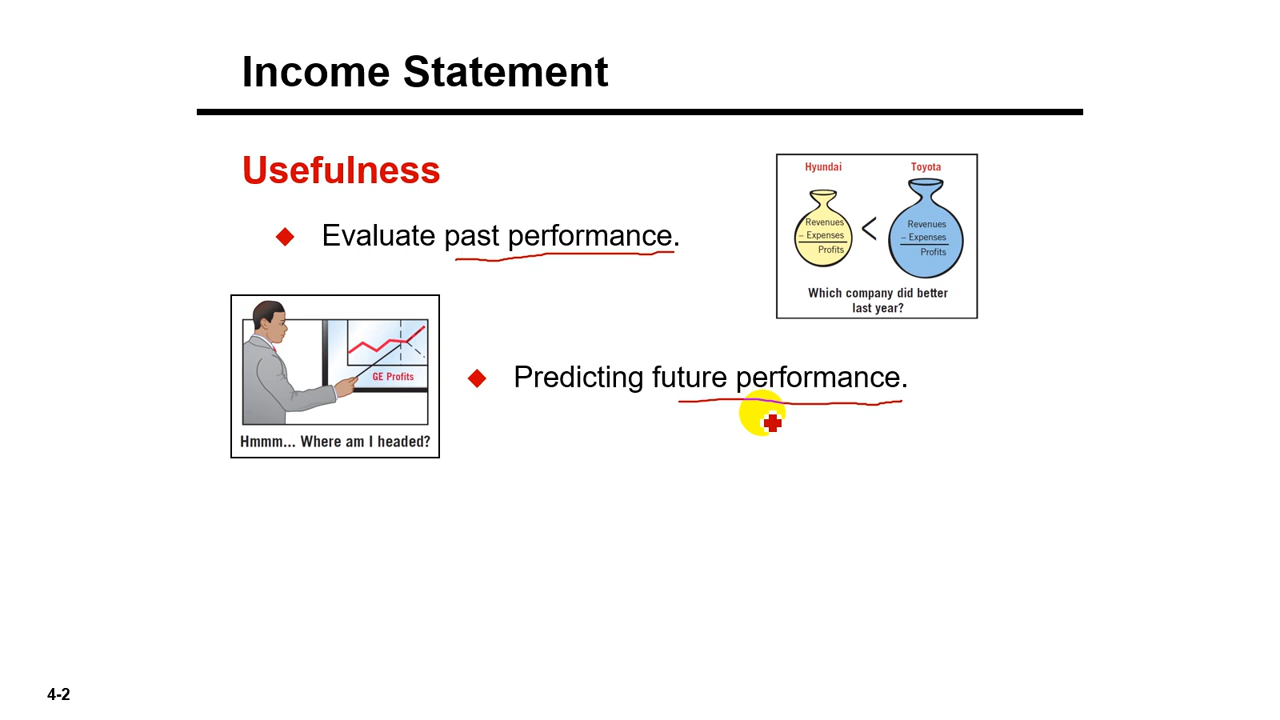 Income Statement
Usefulness
Evaluate past performance.
Hyundai
Toyota
Revenues
– Expenses
Profits
<
Revenues
– Expenses
Profits
Which company did better
last year?
GE Profits
Hmmm... Where am I headed?
Predicting future performance.
4-2